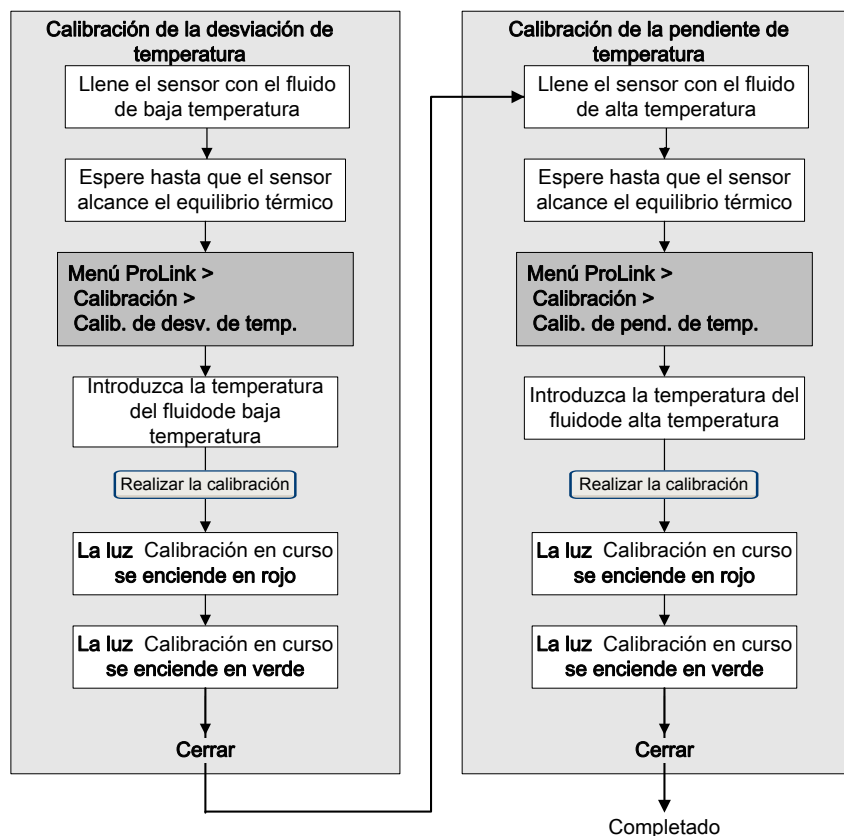 Calibración de la desviación de
temperatura
Llene el sensor con el fluido
de baja temperatura
Espere hasta que el sensor
alcance el equilibrio térmico
Menú ProLink >
Calibración >
Calib. de desv. de temp.
Introduzca la temperatura
del fluidode baja
temperatura
Realizar la calibración
La luz Calibración en curso
se enciende en rojo
La luz Calibración en curso
se enciende en verde
Cerrar
Calibración de la pendiente de
temperatura
Llene el sensor con el fluido
de alta temperatura
Espere hasta que el sensor
alcance el equilibrio térmico
Menú ProLink >
Calibración >
Calib. de pend. de temp.
Introduzca la temperatura del
fluidode alta temperatura
Realizar la calibración
La luz Calibración en curso
se enciende en rojo
La luz Calibración en curso
se enciende en verde
Cerrar
Completado